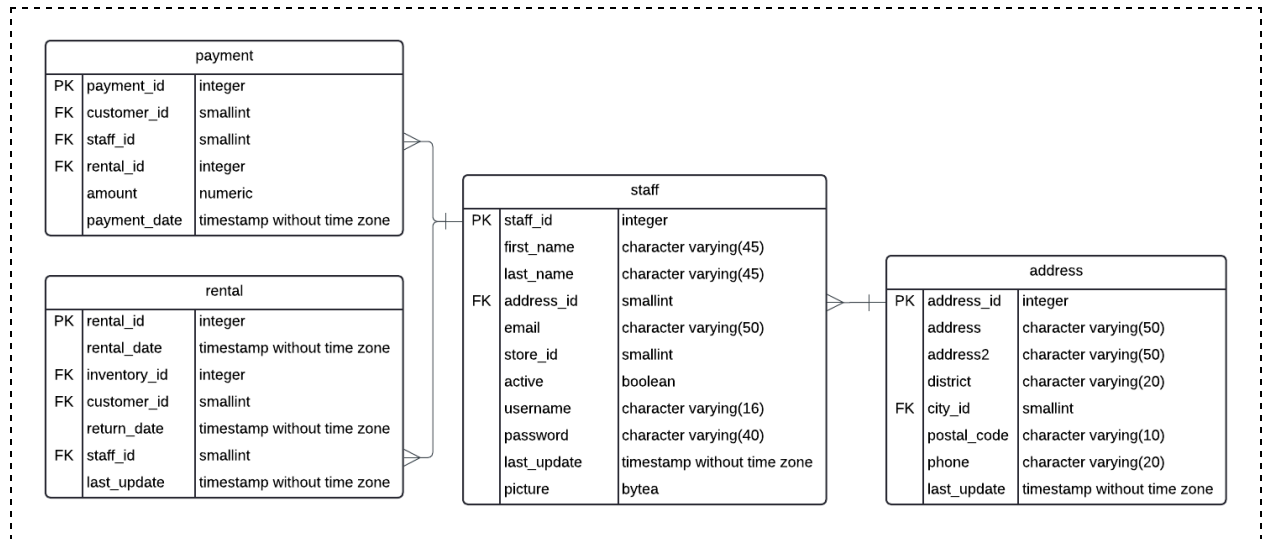 payment
PK payment_id integer
FK customer_id smallint
FK staff_id smallint
FK rental_id integer
amount numeric
payment_date timestamp without time zone
rental
PK rental_id integer
rental_date timestamp without time zone
FK inventory_id integer
FK customer_id smallint
return_date timestamp without time zone
FK staff_id smallint
last_update timestamp without time zone
staff
PK staff_id integer
first_name character varying(45)
last_name character varying(45)
FK address_id smallint
email character varying(50)
store_id smallint
active boolean
username character varying(16)
password character varying(40)
last_update timestamp without time zone
picture bytea
address
PK address_id integer
address character varying(50)
address2 character varying(50)
district character varying(20)
FK city_id smallint
postal_code character varying(10)
phone character varying(20)
last_update timestamp without time zone